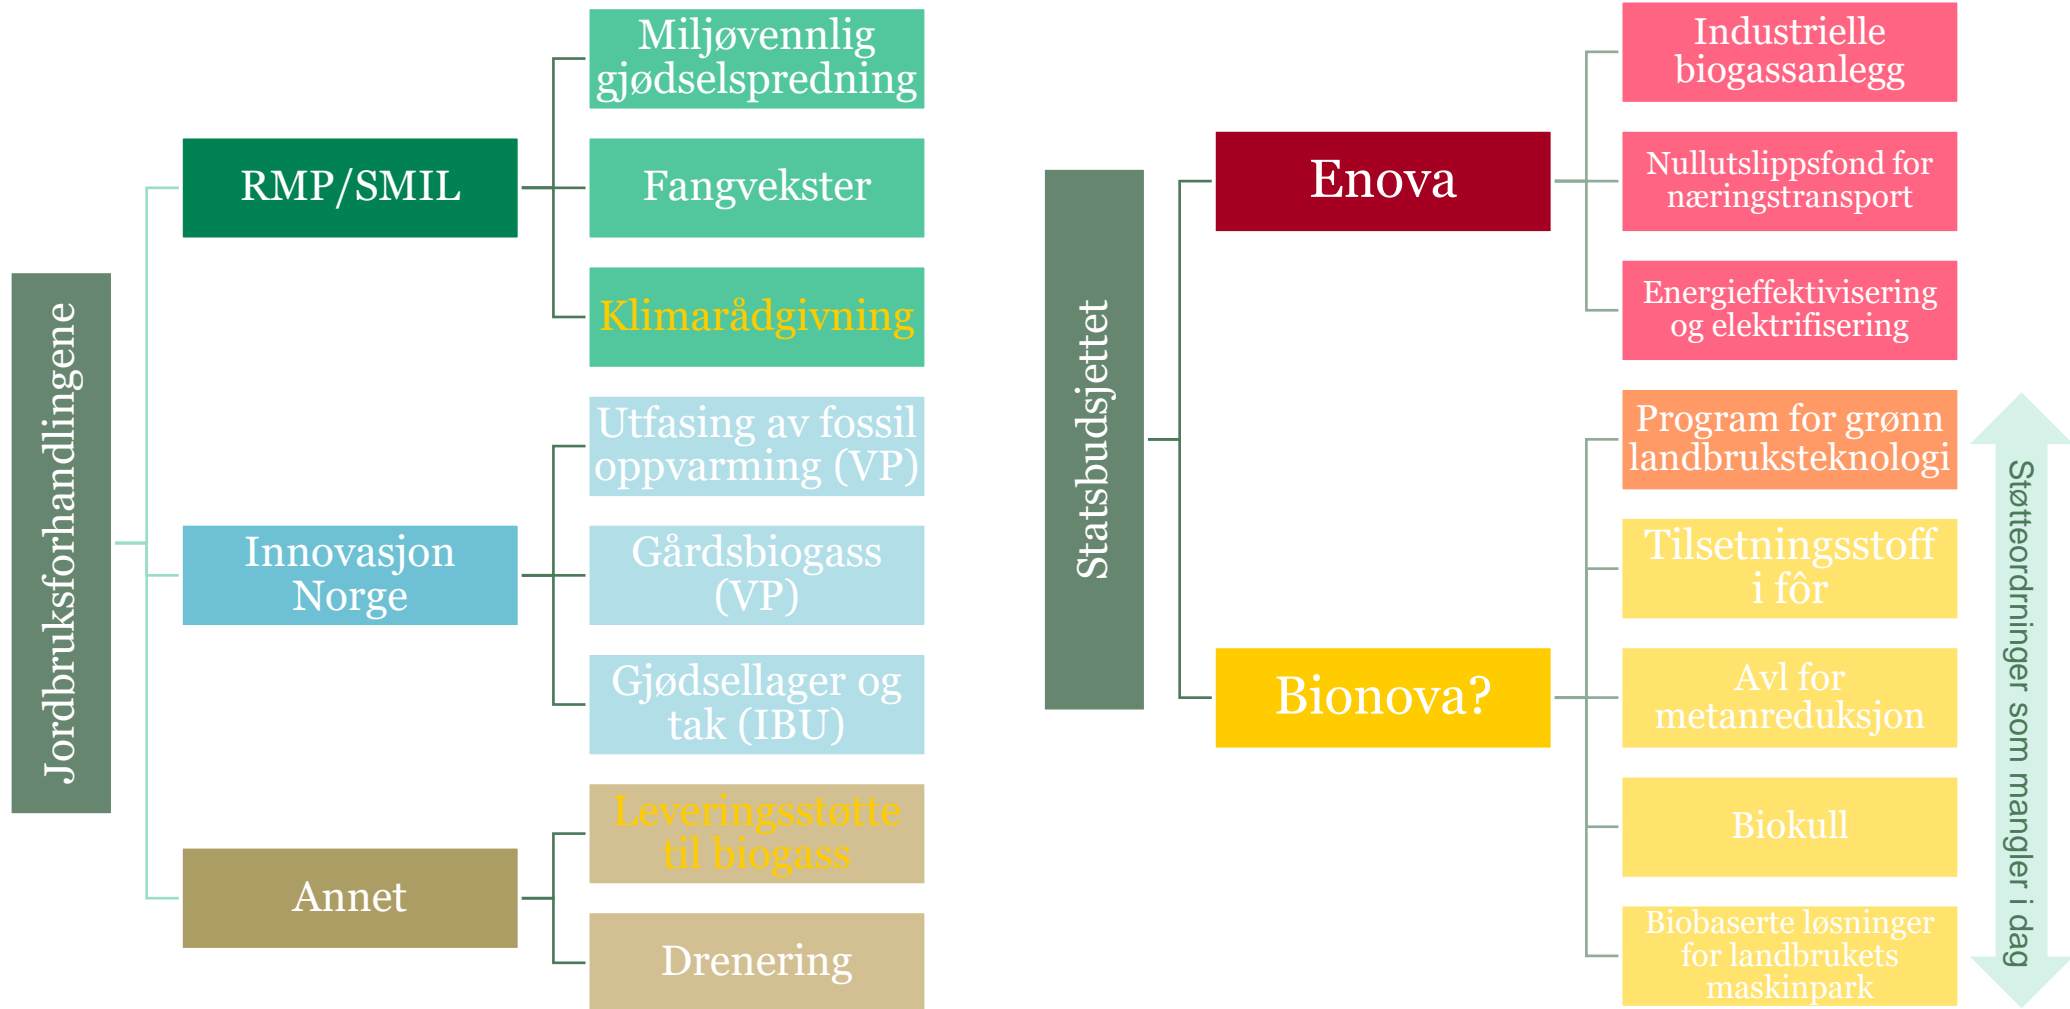 Jordbruksforhandlingene
RMP/SMIL
Miljøvennlig
gjødselspredning
Fangvekster
Klimarådgivning
Innovasjon
Norge
Utfasing av fossil
oppvarming (VP)
Gårdsbiogass
(VP)
Gjødsellager og
tak (IBU)
Annet
Leveringsstøtte
til biogass
Drenering
Statsbudsjettet
Enova
Industrielle
biogassanlegg
Nullutslippsfond for
næringstransport
Energieffektivisering
og elektrifisering
Bionova?
Program for grønn
landbruksteknologi
Tilsetningsstoff
i fôr
Avl for
metanreduksjon
Biokull
Biobaserte løsninger
for landbrukets
maskinpark
Støtteordrninger som mangler i dag